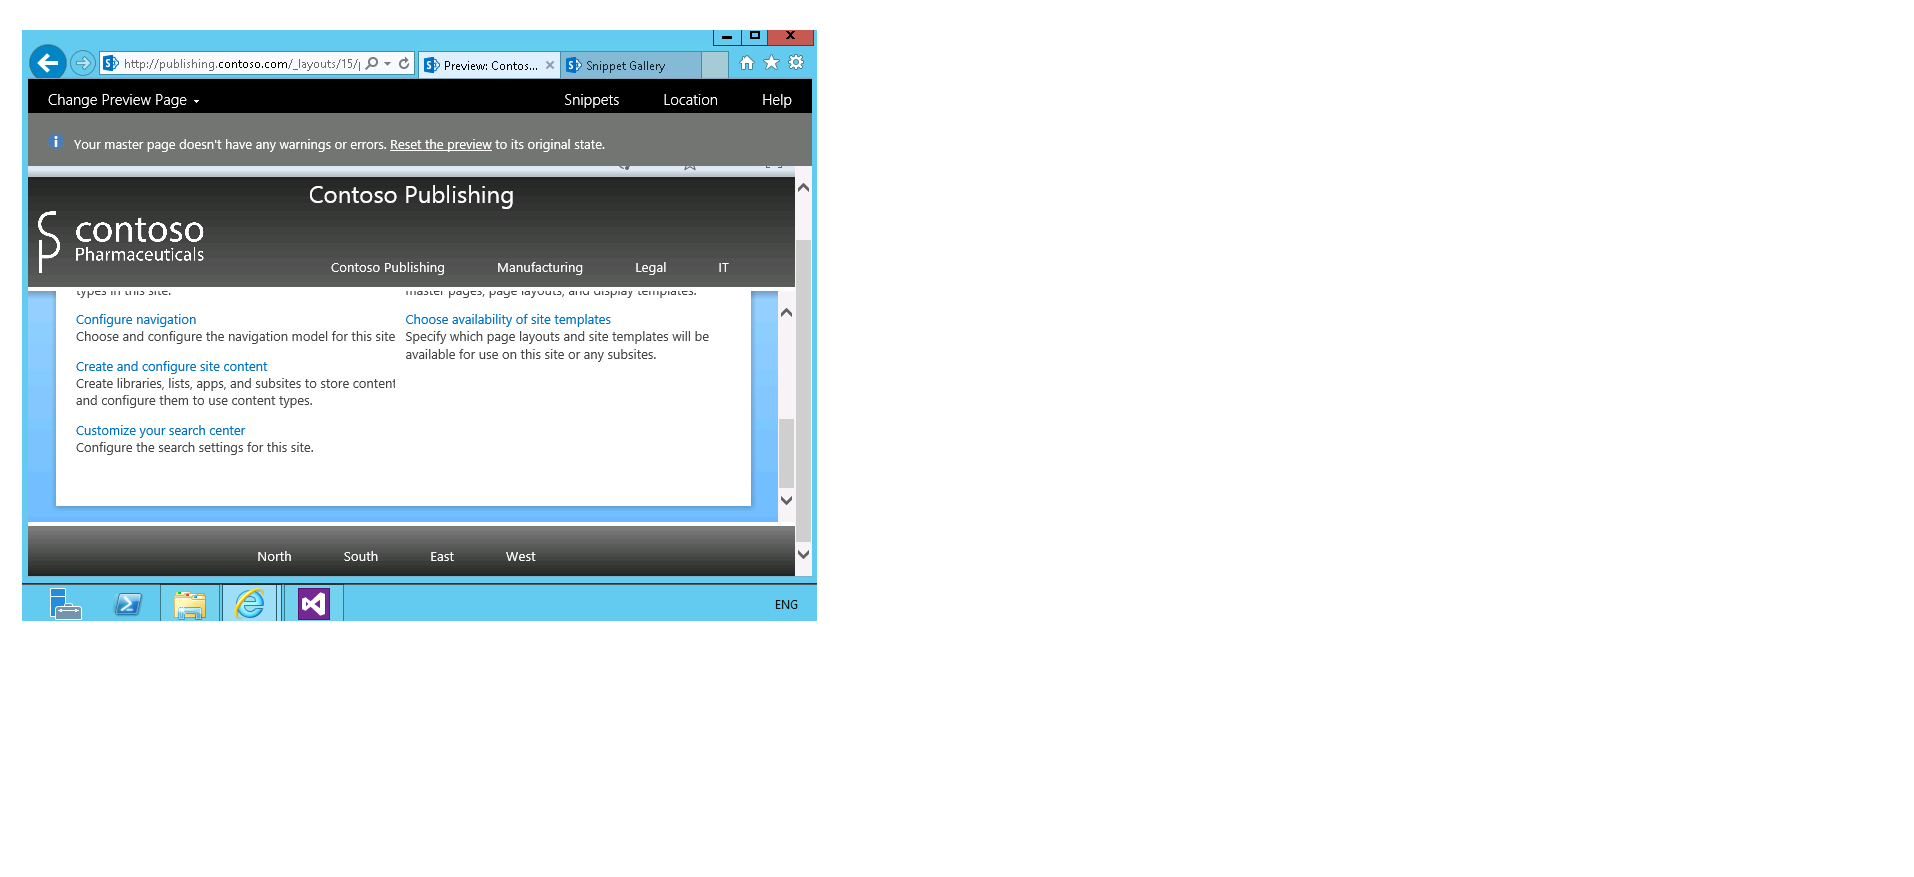 X
http://publishing.contoso.com/_layouts/15/
Preview: Contos...
Snippet Gallery
Change Preview Page
Snippets
Location
Help
Your master page doesn't have any warnings or errors. Reset the preview to its original state.
Contoso Publishing
contoso
Pharmaceuticals
Contoso Publishing
Manufacturing
Legal
IT
types in this site.
master pages, page layouts, and display templates.
Configure navigation
Choose and configure the navigation model for this site
Choose availability of site templates
Specify which page layouts and site templates will be
available for use on this site or any subsites.
Create and configure site content
Create libraries, lists, apps, and subsites to store content
and configure them to use content types.
Customize your search center
Configure the search settings for this site.
North
South
East
West
ENG